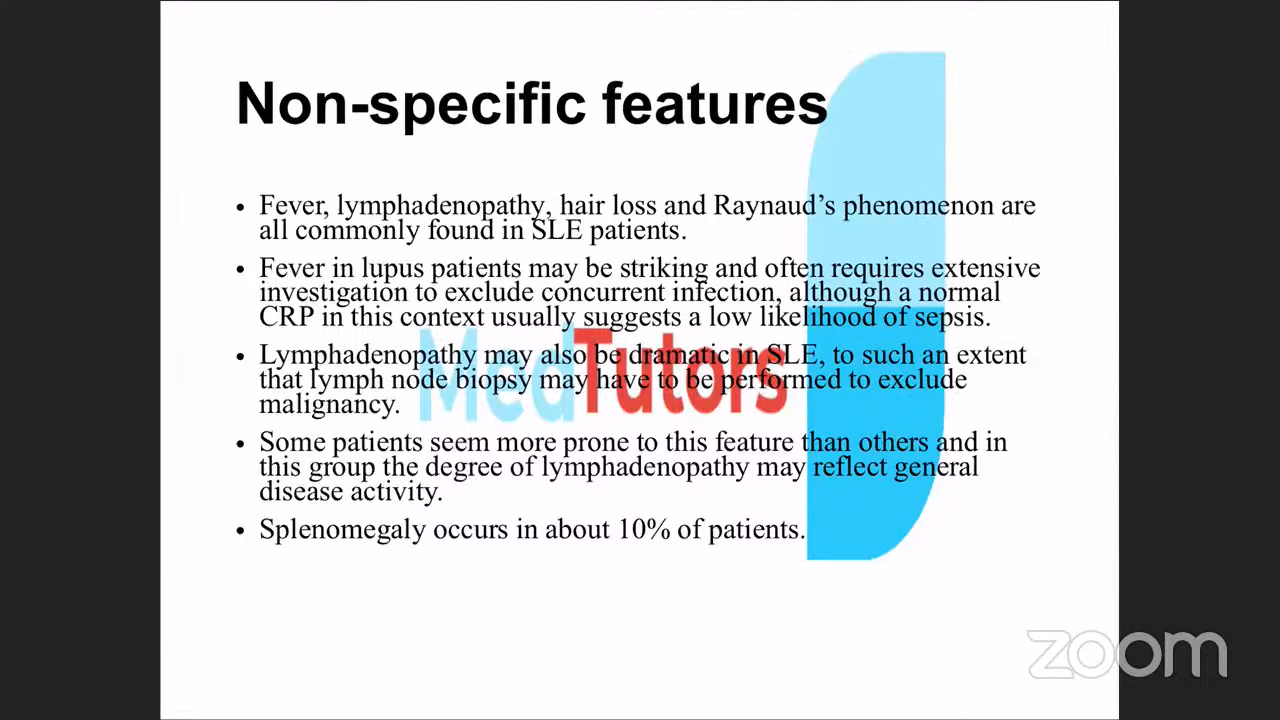 Non-specific features
• Fever, lymphadenopathy, hair loss and Raynaud’s phenomenon are
all commonly found in SLE patients.
• Fever in lupus patients may be striking and often requires extensive
investigation to exclude concurrent infection, although a normal
CRP in this context usually suggests a low likelihood of sepsis.
• Lymphadenopathy may also be dramatic in SLE, to such an extent
that lymph node biopsy may have to be performed to exclude
malignancy.
• Some patients seem more prone to this feature than others and in
this group the degree of lymphadenopathy may reflect general
disease activity.
• Splenomegaly occurs in about 10% of patients.
MedTutors
zoom